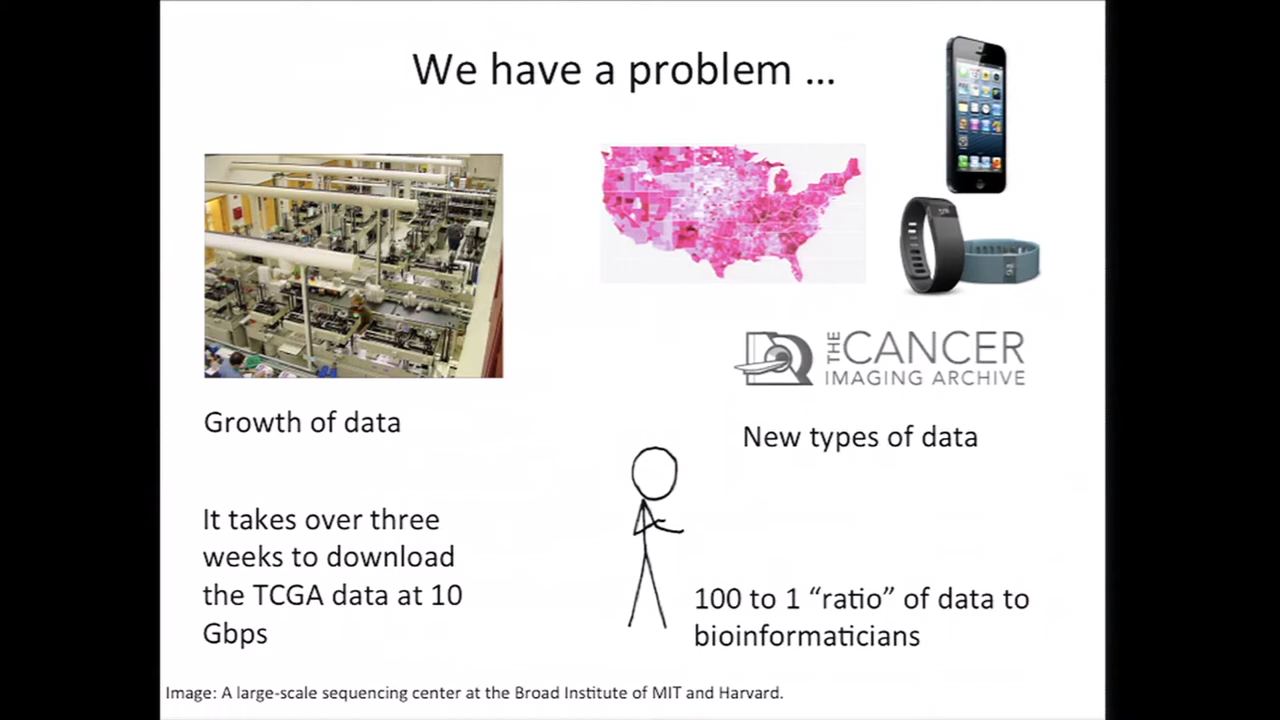 We have a problem ...
THE CANCER
IMAGING ARCHIVE
Growth of data
New types of data
It takes over three
weeks to download
the TCGA data at 10
Gbps
100 to 1 “ratio” of data to
bioinformaticians
Image: A large-scale sequencing center at the Broad Institute of MIT and Harvard.